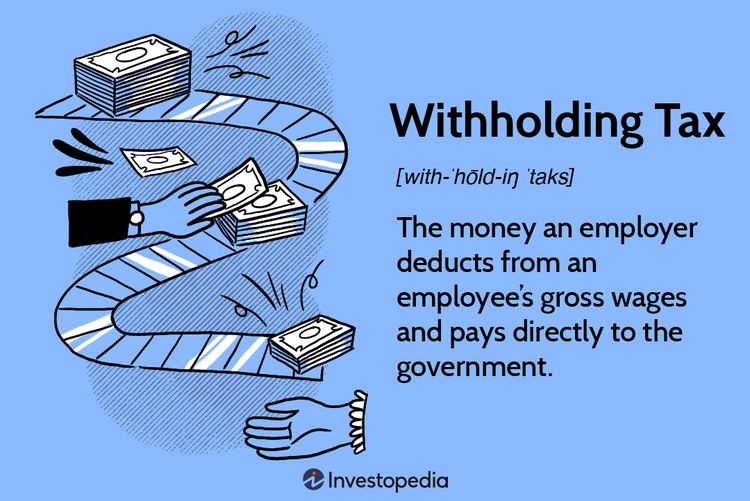 Withholding Tax
[with-ˈhōld-iŋ ˈtaks]
The money an employer
deducts from an
employee’s gross wages
and pays directly to the
government.
Investopedia